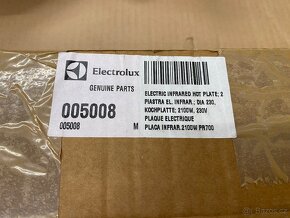 Electrolux
GENUINE PARTS
005008
005008 M
ELECTRIC INFRARED HOT PLATE; 2
PIASTRA EL. INFRAR.; DIA 230,
KOCHPLATTE; 2100W, 230V
PLAQUE ELECTRIQUE
PLACA INFRAR.2100W PR700